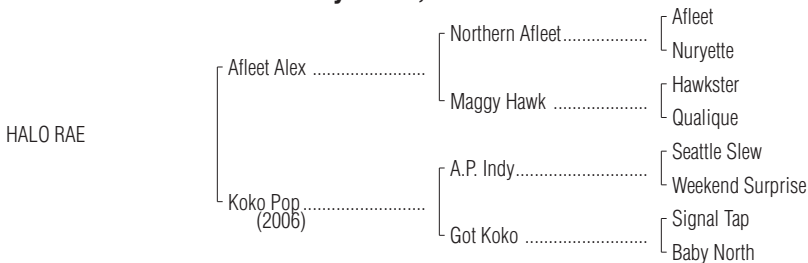 Afleet
Northern Afleet....................
Nuryette
Afleet Alex ........................
Hawkster
Maggy Hawk ....................
Qualique
HALO RAE
Seattle Slew
A.P. Indy............................
Weekend Surprise
Koko Pop..........................
(2006)
Signal Tap
Got Koko ..........................
Baby North